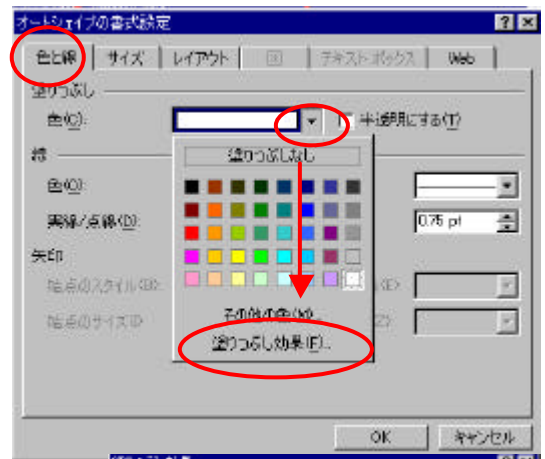 オートシェイプの書式設定
色と線 サイズ レイアウト 図 テキスト ボックス Web
塗りつぶし
色(C): 半透明にする(T)
塗りつぶしなし
線
色(O):
実線/点線(D): 0.75 pt
矢印
始点のスタイル(B): (E):
始点のサイズ(I): (Z):
その他の色(M)...
塗りつぶし効果(F)...
OK キャンセル